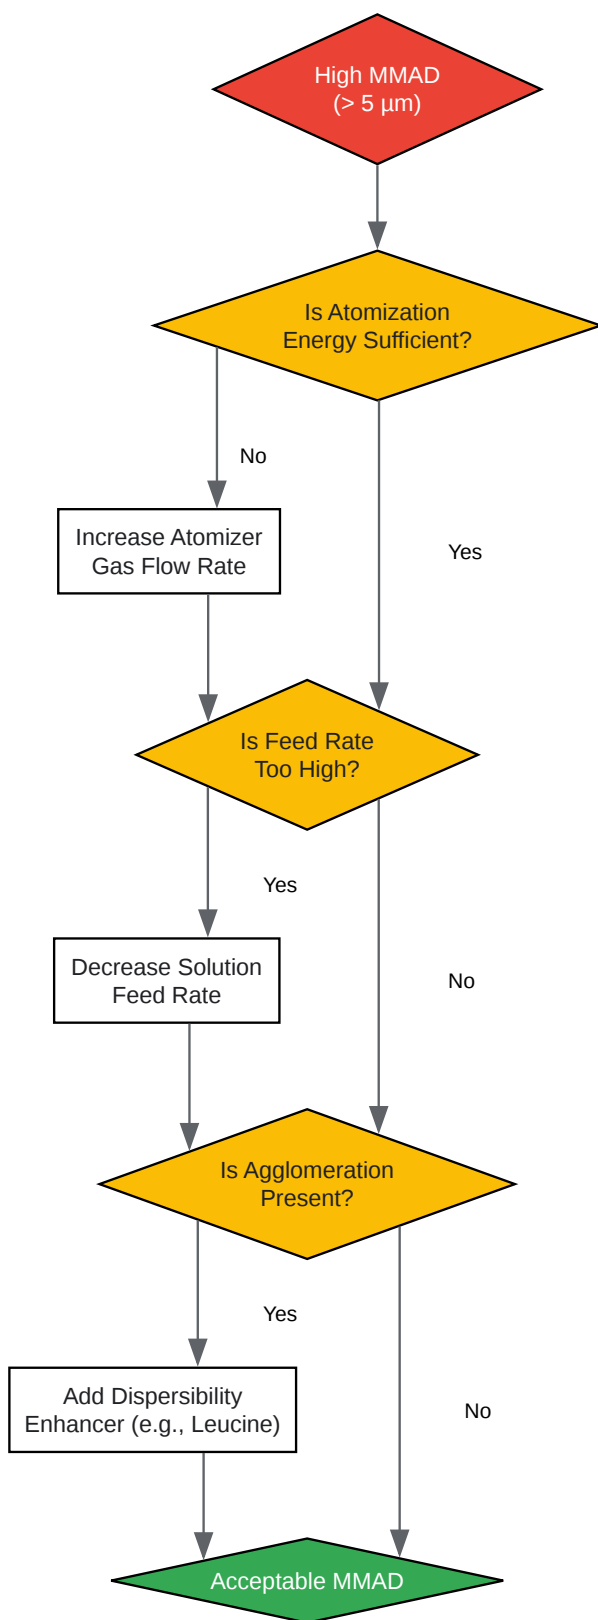 High MMAD
(> 5 µm)
Is Atomization
Energy Sufficient?
No
Increase Atomizer
Gas Flow Rate
Yes
Is Feed Rate
Too High?
Yes
Decrease Solution
Feed Rate
No
Is Agglomeration
Present?
Yes
Add Dispersibility
Enhancer (e.g., Leucine)
No
Acceptable MMAD